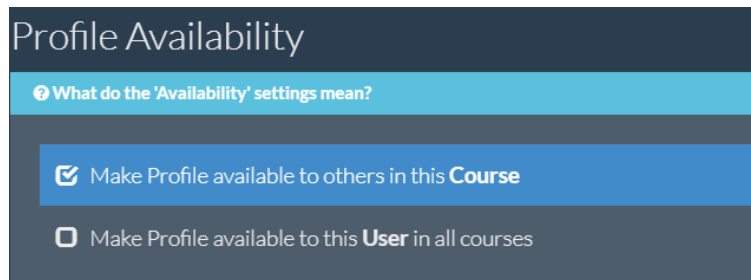 Profile Availability
What do the 'Availability' settings mean?
Make Profile available to others in this Course
Make Profile available to this User in all courses